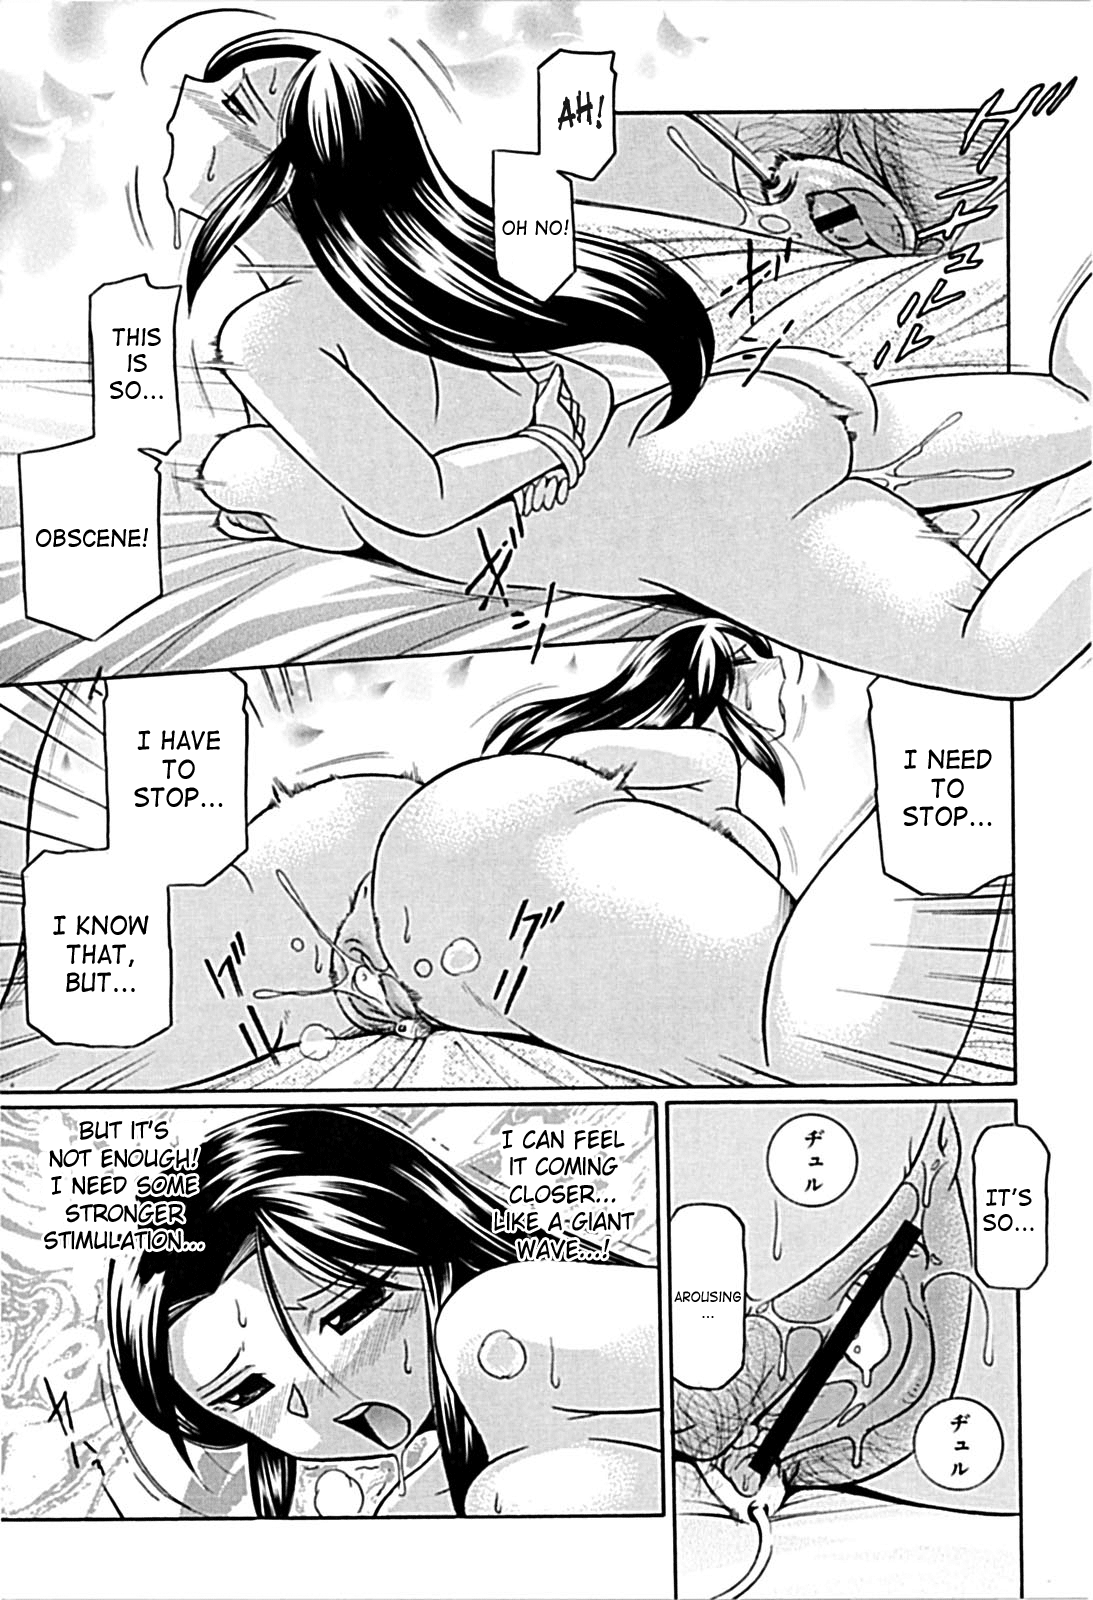 AH!
OH NO!
THIS
IS
SO...
OBSCENE!
I NEED
TO
STOP...
I HAVE
TO
STOP...
I KNOW
THAT,
BUT...
IT'S
SO...
AROUSING
...
ヂュル
ヂュル
I CAN FEEL
IT COMING
CLOSER...
LIKE A GIANT
WAVE...!
BUT IT'S
NOT ENOUGH!
I NEED SOME
STRONGER
STIMULATION...